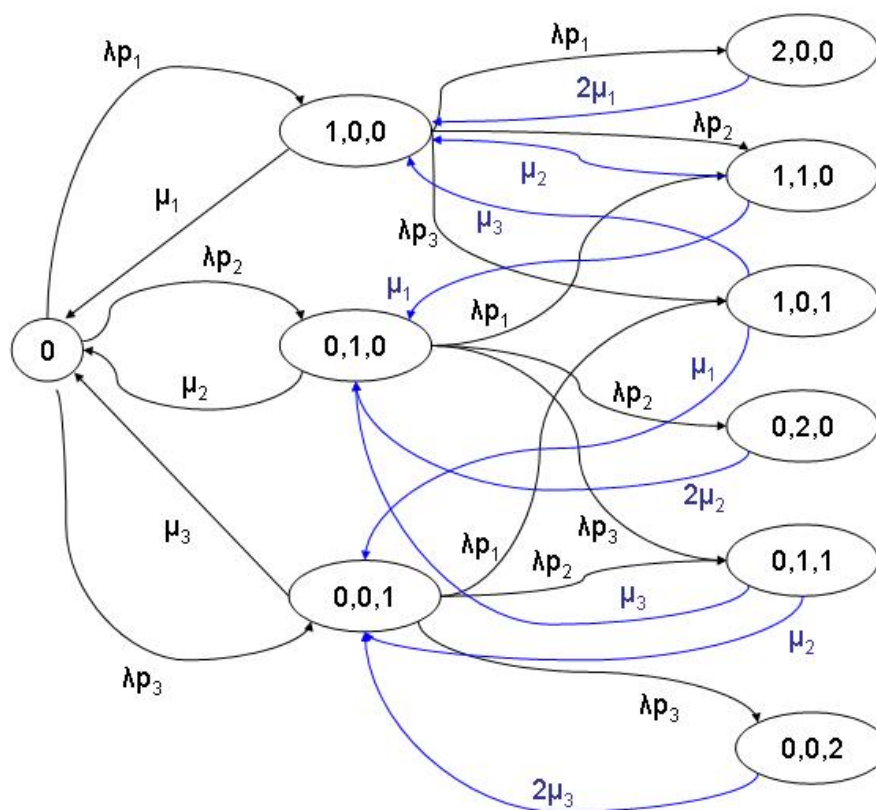 λp₁
2,0,0
λp₁
2μ₁
1,0,0
λp₂
μ₂
1,1,0
μ₁
λp₃
μ₃
λp₂
μ₁
λp₁
1,0,1
0
0,1,0
μ₁
μ₂
λp₂
0,2,0
2μ₂
μ₃
λp₁
λp₃
λp₂
0,1,1
0,0,1
μ₃
μ₂
λp₃
λp₃
0,0,2
2μ₃